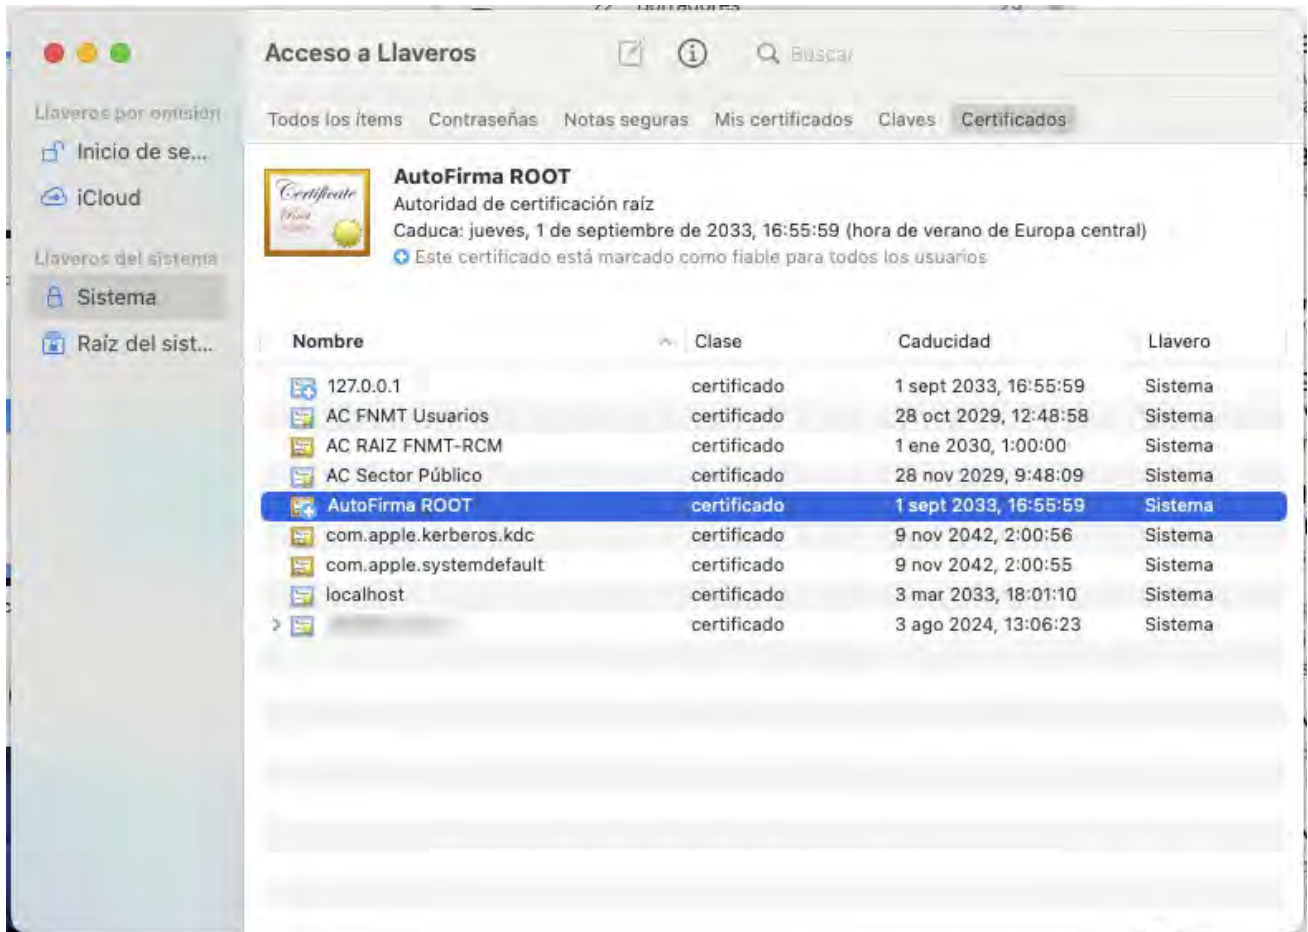 Acceso a Llaveros
Buscar
Llaveros por omisión
Inicio de se...
iCloud
Llaveros del sistema
Sistema
Raíz del sist...
Todos los ítems Contraseñas Notas seguras Mis certificados Claves Certificados
Certificate
AutoFirma ROOT
Autoridad de certificación raíz
Caduca: jueves, 1 de septiembre de 2033, 16:55:59 (hora de verano de Europa central)
Este certificado está marcado como fiable para todos los usuarios
Nombre Clase Caducidad Llavero
127.0.0.1 certificado 1 sept 2033, 16:55:59 Sistema
AC FNMT Usuarios certificado 28 oct 2029, 12:48:58 Sistema
AC RAIZ FNMT-RCM certificado 1 ene 2030, 1:00:00 Sistema
AC Sector Público certificado 28 nov 2029, 9:48:09 Sistema
AutoFirma ROOT certificado 1 sept 2033, 16:55:59 Sistema
com.apple.kerberos.kdc certificado 9 nov 2042, 2:00:56 Sistema
com.apple.systemdefault certificado 9 nov 2042, 2:00:55 Sistema
localhost certificado 3 mar 2033, 18:01:10 Sistema
certificado 3 ago 2024, 13:06:23 Sistema